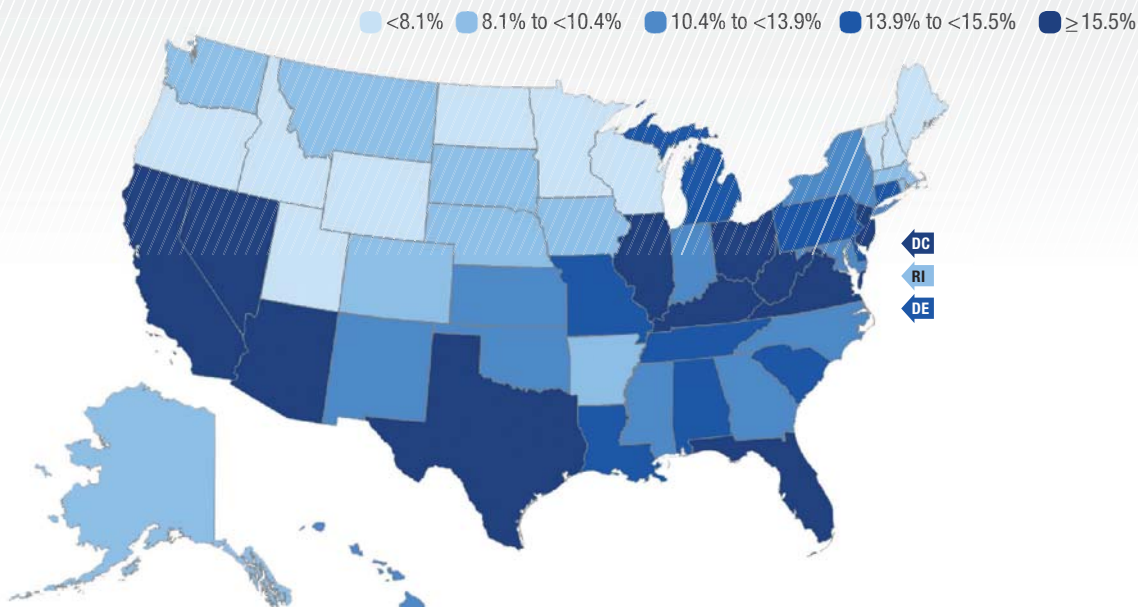 <8.1% 8.1% to <10.4% 10.4% to <13.9% 13.9% to <15.5% ≥15.5%
DC
RI
DE